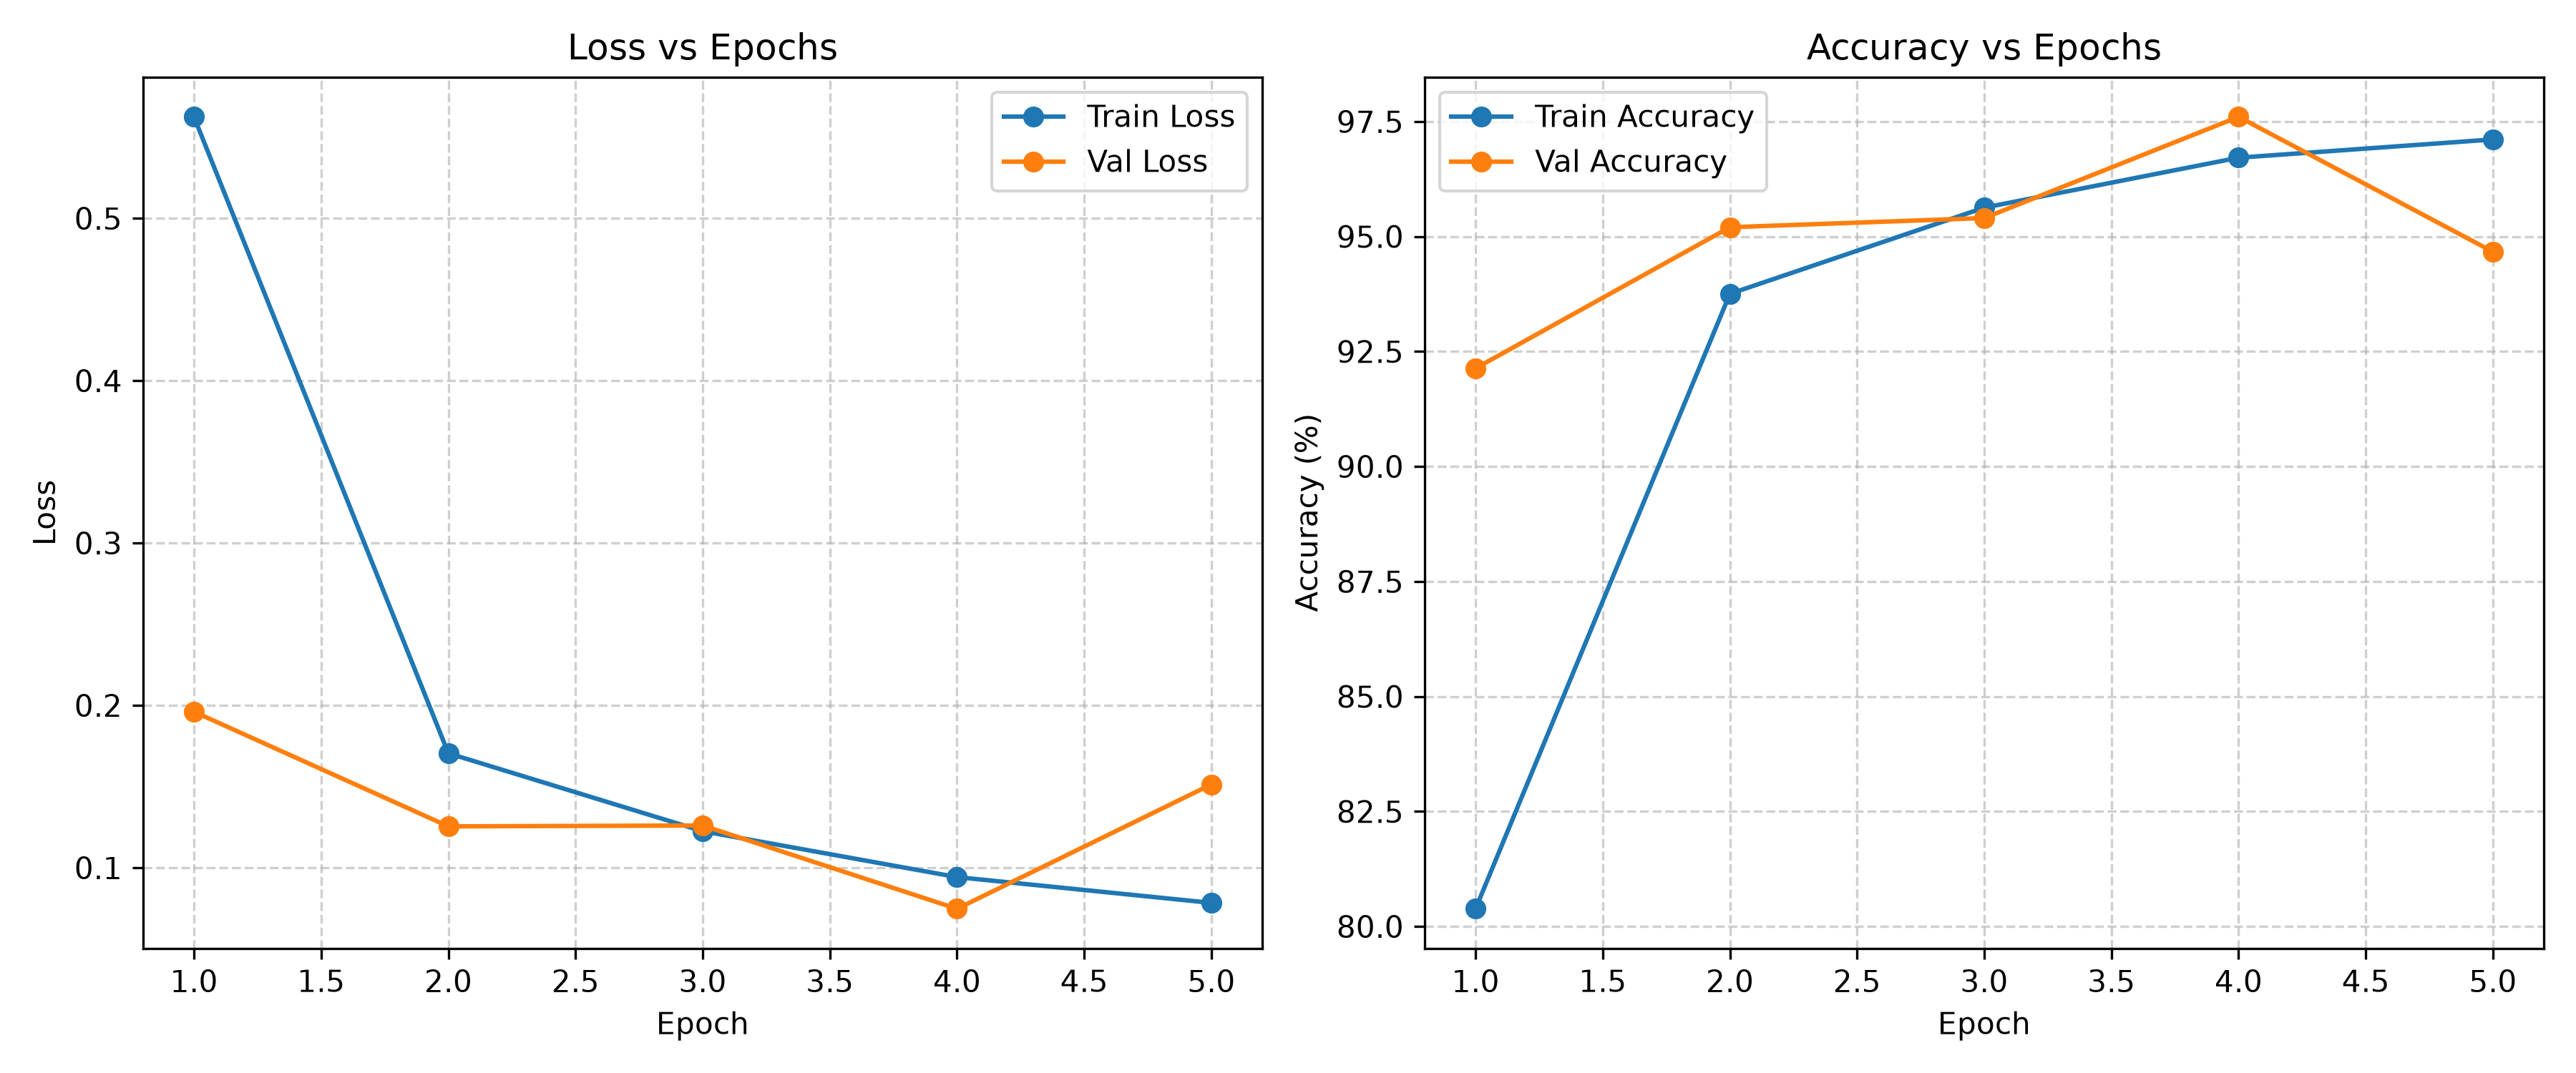 Loss vs Epochs
Train Loss
Val Loss
0.5
0.4
0.3
0.2
0.1
Loss
1.0 1.5 2.0 2.5 3.0 3.5 4.0 4.5 5.0
Epoch
Accuracy vs Epochs
Train Accuracy
Val Accuracy
97.5
95.0
92.5
90.0
87.5
85.0
82.5
80.0
Accuracy (%)
1.0 1.5 2.0 2.5 3.0 3.5 4.0 4.5 5.0
Epoch